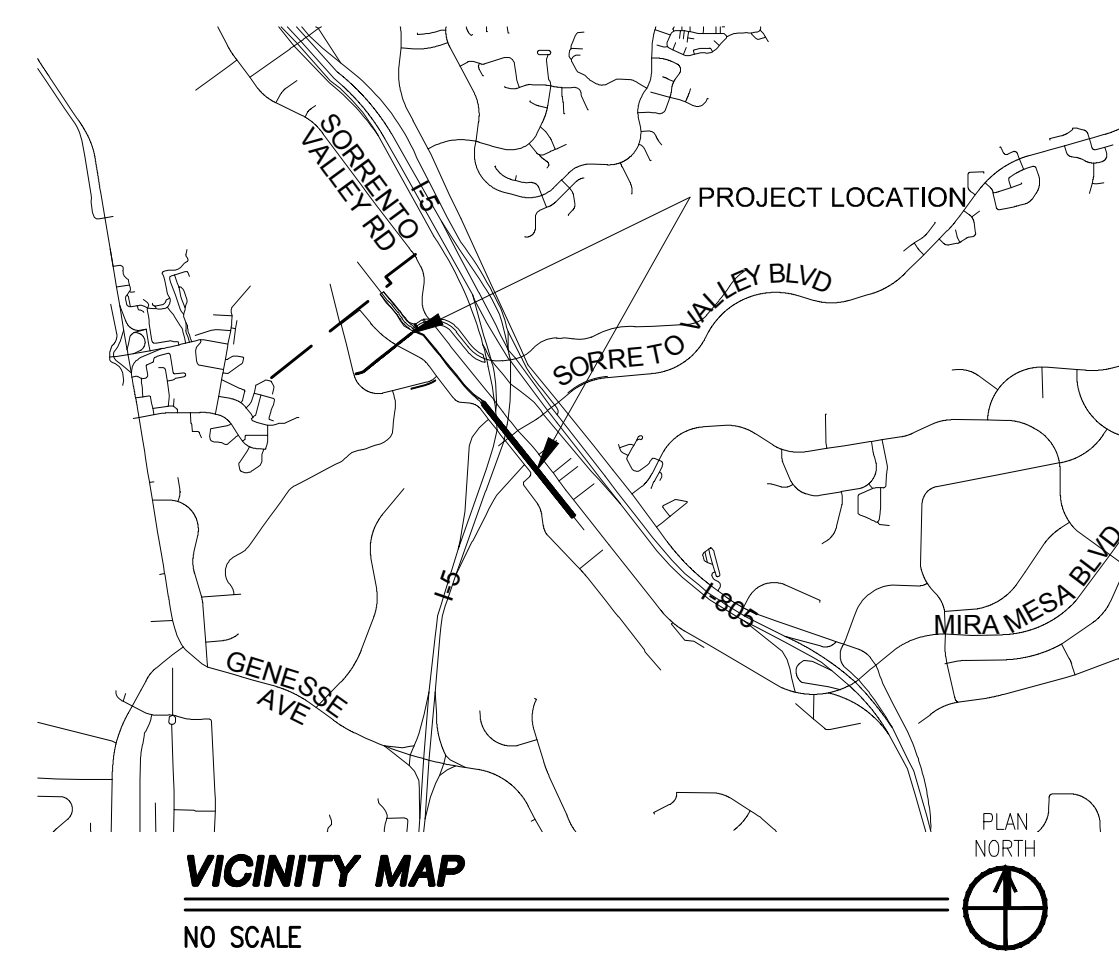 SORRENTO
VALLEY RD
I-5
PROJECT LOCATION
SORRETO VALLEY BLVD
I-5
I-805
MIRA MESA BLVD
GENESSE
AVE
PLAN
NORTH
VICINITY MAP
NO SCALE